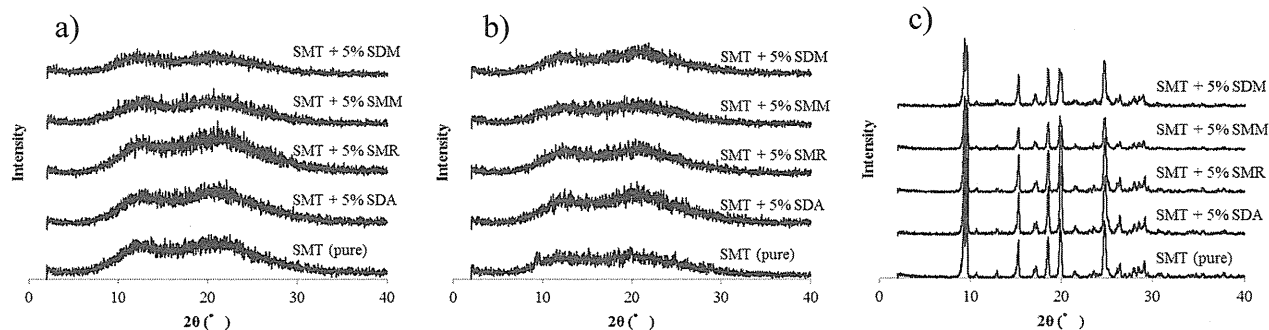 a)
SMT + 5% SDM
SMT + 5% SMM
SMT + 5% SMR
SMT + 5% SDA
SMT (pure)
Intensity
0 10 20 30 40
2θ (° )
b)
SMT + 5% SDM
SMT + 5% SMM
SMT + 5% SMR
SMT + 5% SDA
SMT (pure)
Intensity
0 10 20 30 40
2θ (° )
c)
SMT + 5% SDM
SMT + 5% SMM
SMT + 5% SMR
SMT + 5% SDA
SMT (pure)
Intensity
0 10 20 30 40
2θ (° )